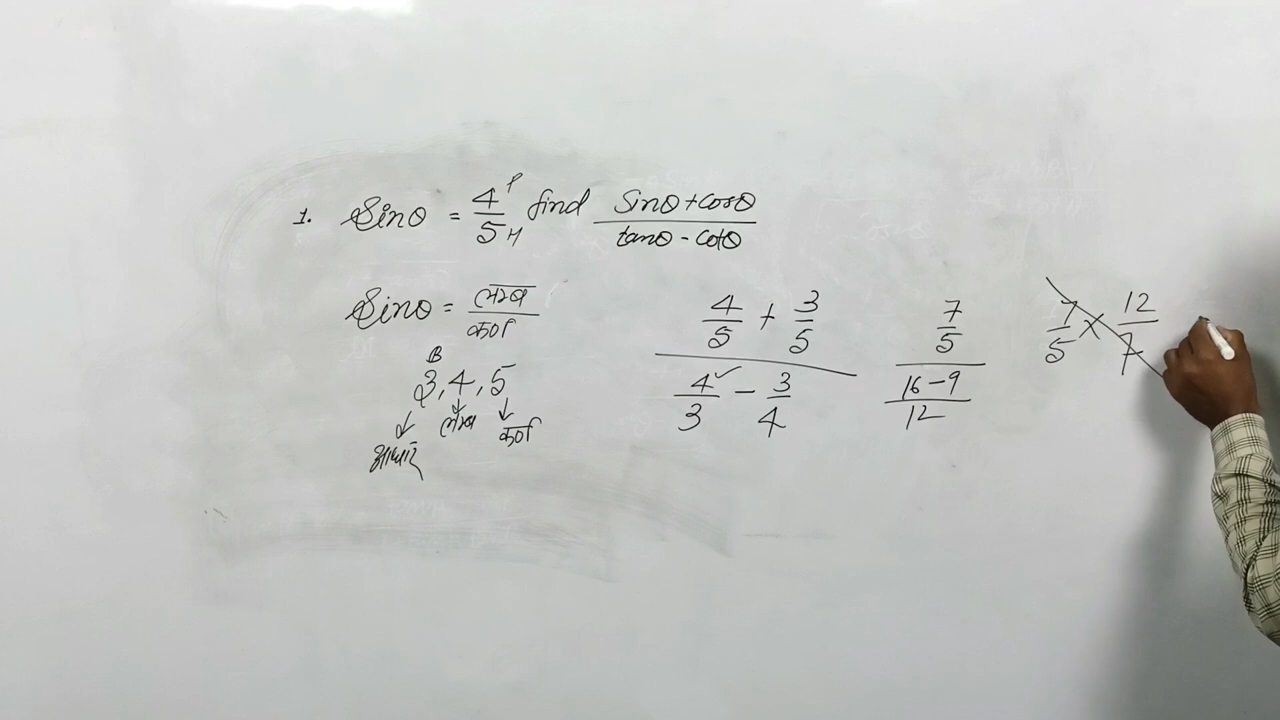 1. Sinθ = 4/5 P H find (Sinθ + cosθ)/(tanθ - cotθ)
Sinθ = लम्ब/कर्ण
B
3, 4, 5
आधार लम्ब कर्ण
(4/5 + 3/5)/(4/3 - 3/4)
(7/5)/((16-9)/12)
7/5 × 12/7